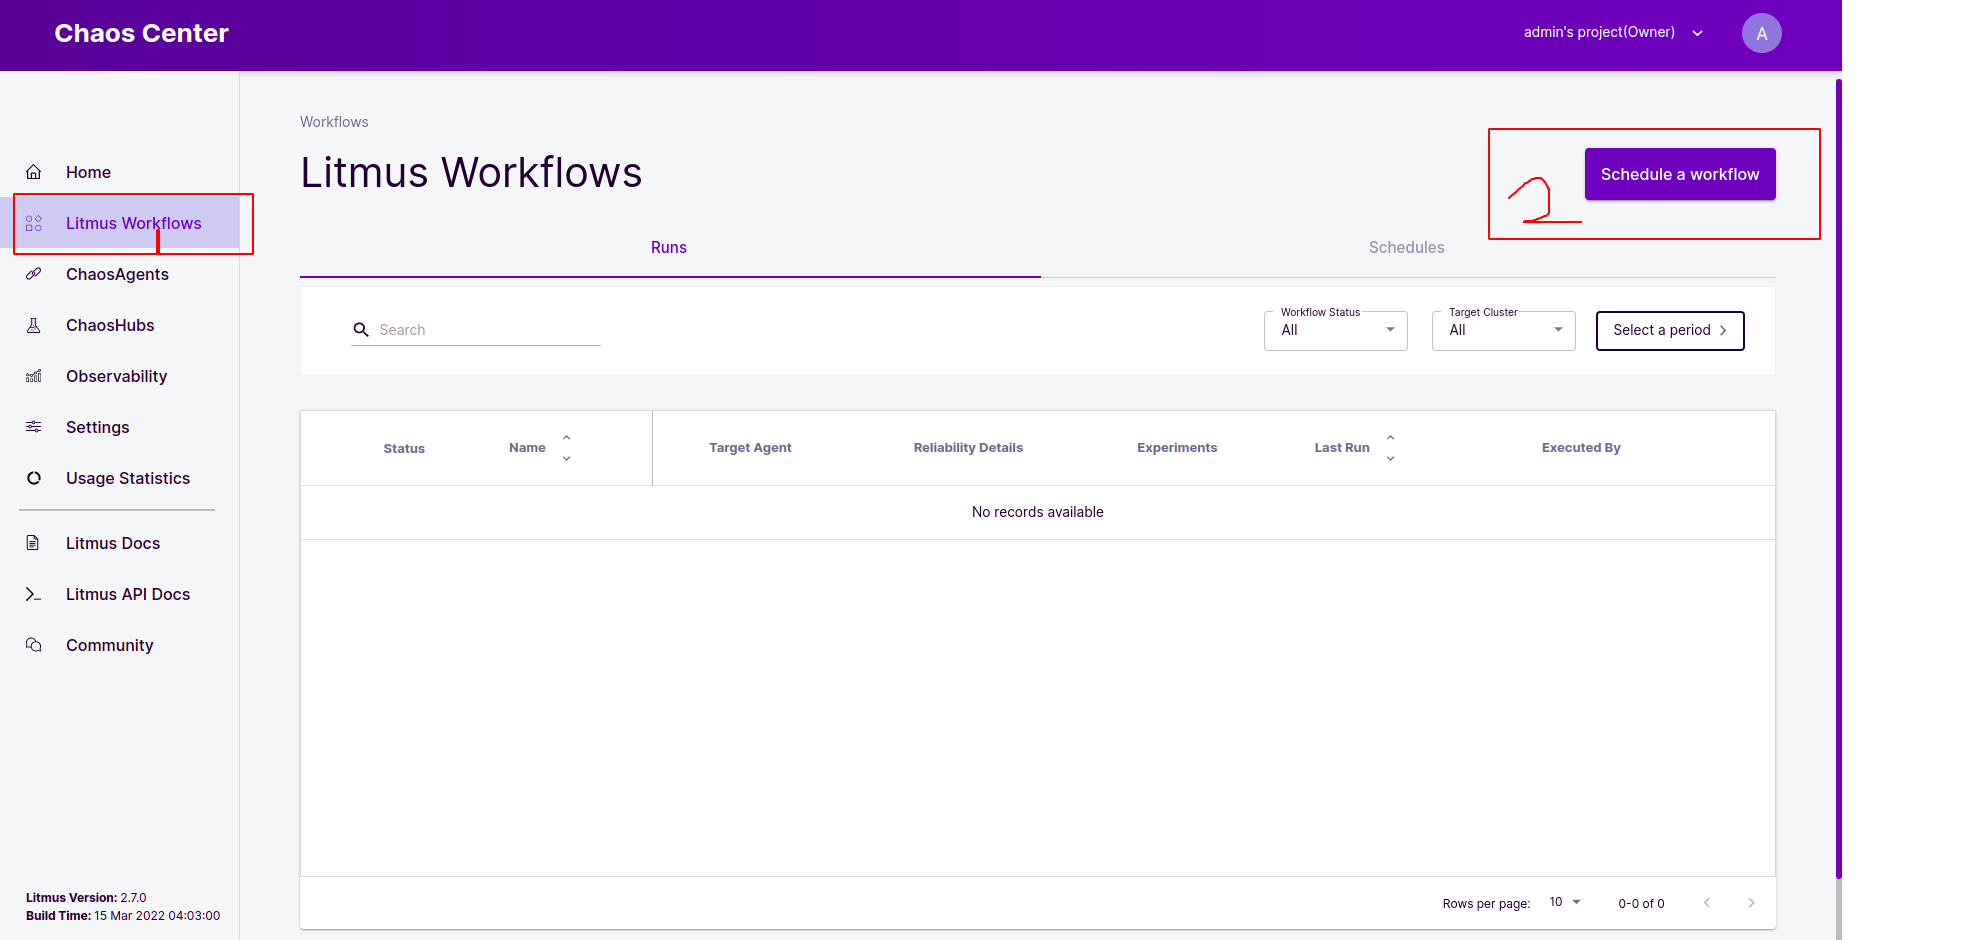 Chaos Center
admin's project(Owner)
A
Home
Litmus Workflows
1
ChaosAgents
ChaosHubs
Observability
Settings
Usage Statistics
Litmus Docs
Litmus API Docs
Community
Litmus Version: 2.7.0
Build Time: 15 Mar 2022 04:03:00
Workflows
Litmus Workflows
2
Schedule a workflow
Runs
Schedules
Search
Workflow Status
All
Target Cluster
All
Select a period
Status
Name
Target Agent
Reliability Details
Experiments
Last Run
Executed By
No records available
Rows per page: 10
0-0 of 0